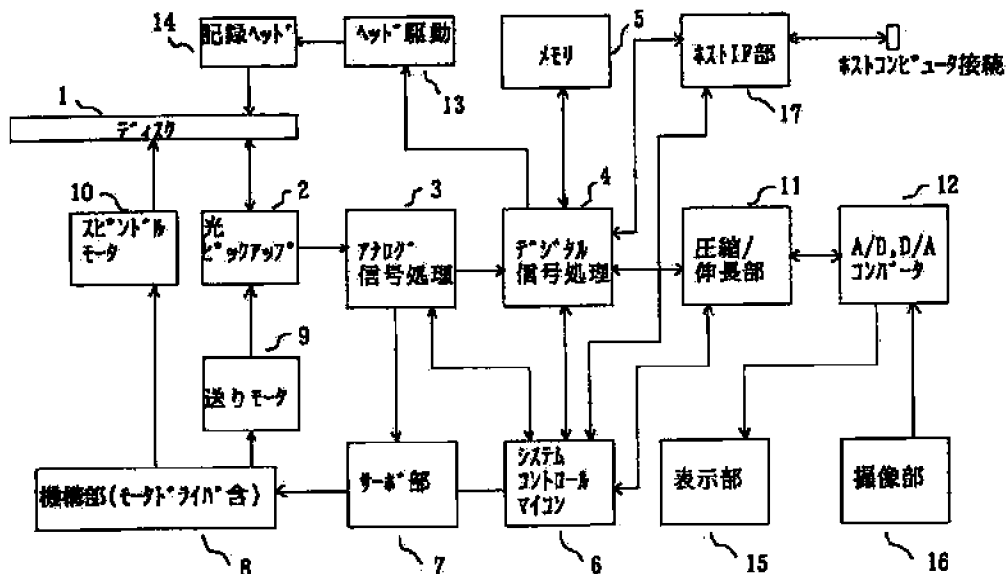 14
記録ヘッド
ヘッド駆動
13
5
メモリ
ホストIF部
17
ホストコンピュータ接続
1
ディスク
10
スピンドル
モータ
2
光
ピックアップ
3
アナログ
信号処理
4
デジタル
信号処理
11
圧縮/
伸長部
12
A/D,D/A
コンバータ
9
送りモータ
機構部(モータドライバ含)
8
サーボ部
7
システム
コントロール
マイコン
6
表示部
15
撮像部
16